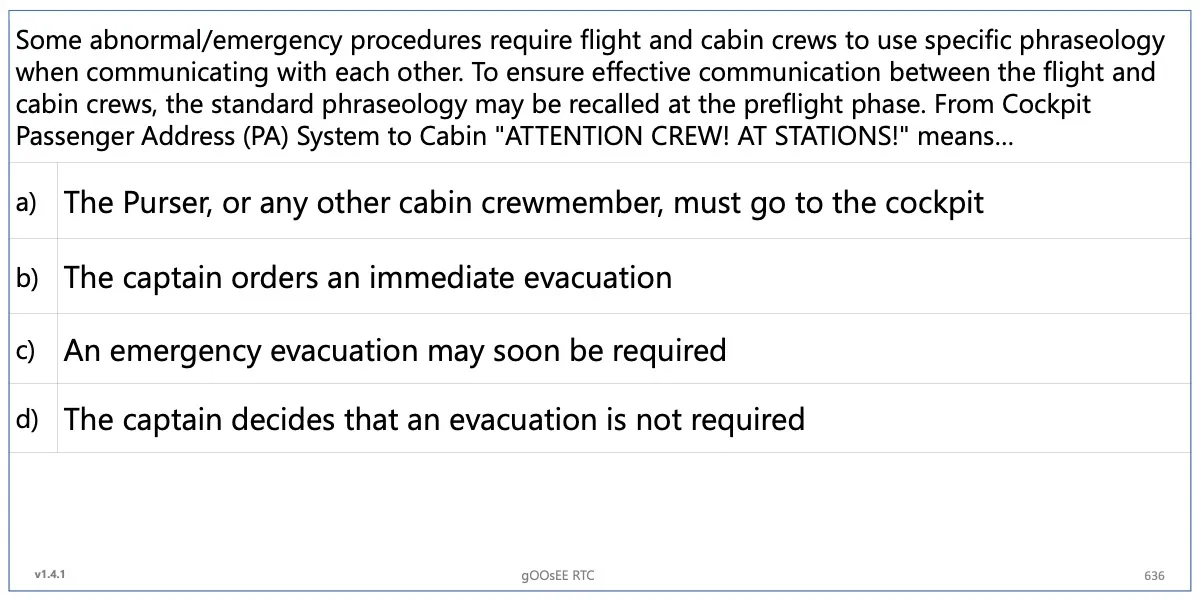 Some abnormal/emergency procedures require flight and cabin crews to use specific phraseology
when communicating with each other. To ensure effective communication between the flight and
cabin crews, the standard phraseology may be recalled at the preflight phase. From Cockpit
Passenger Address (PA) System to Cabin "ATTENTION CREW! AT STATIONS!" means...
a) The Purser, or any other cabin crewmember, must go to the cockpit
b) The captain orders an immediate evacuation
c) An emergency evacuation may soon be required
d) The captain decides that an evacuation is not required
v1.4.1 gOOsEE RTC 636